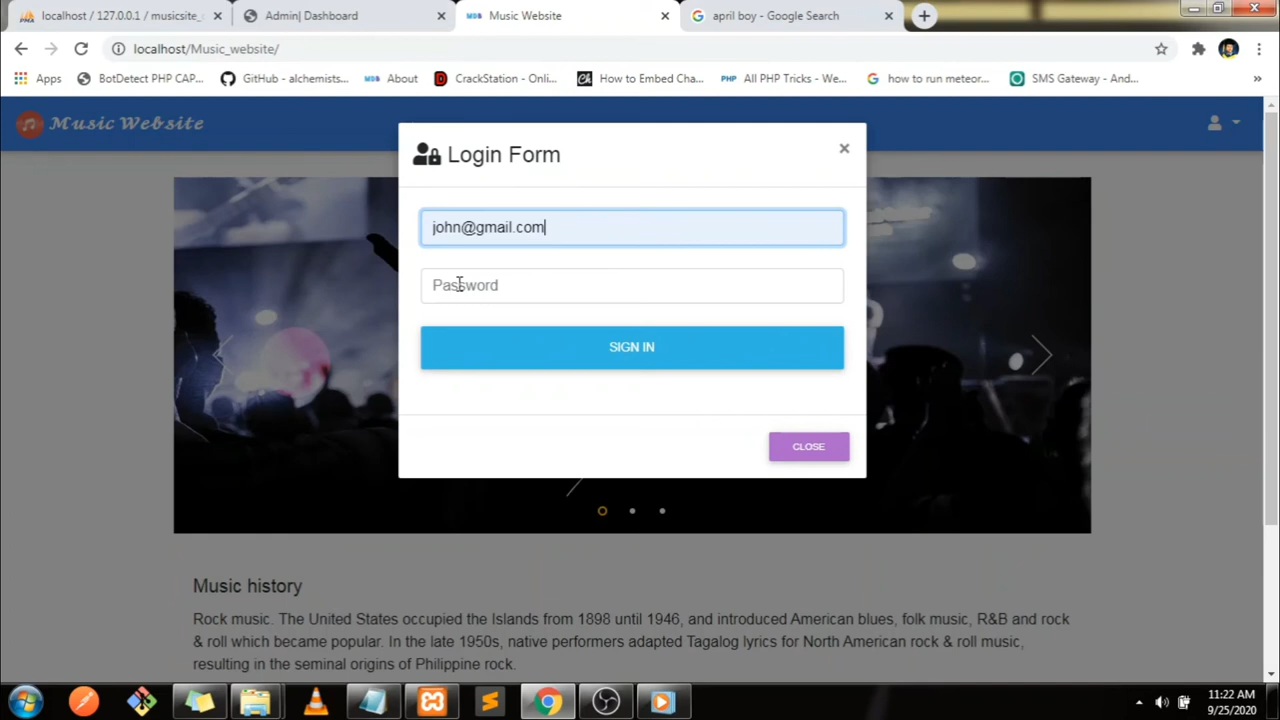 localhost / 127.0.0.1 / musicsite_
Admin| Dashboard
Music Website
april boy - Google Search
localhost/Music_website/
Apps
BotDetect PHP CAP...
GitHub - alchemists...
MDB
About
CrackStation - Onli...
How to Embed Cha...
PHP
All PHP Tricks - We...
how to run meteor...
SMS Gateway - And...
Music Website
Login Form
×
john@gmail.com
Password
SIGN IN
CLOSE
Music history
Rock music. The United States occupied the Islands from 1898 until 1946, and introduced American blues, folk music, R&B and rock
& roll which became popular. In the late 1950s, native performers adapted Tagalog lyrics for North American rock & roll music,
resulting in the seminal origins of Philippine rock.
11:22 AM
9/25/2020